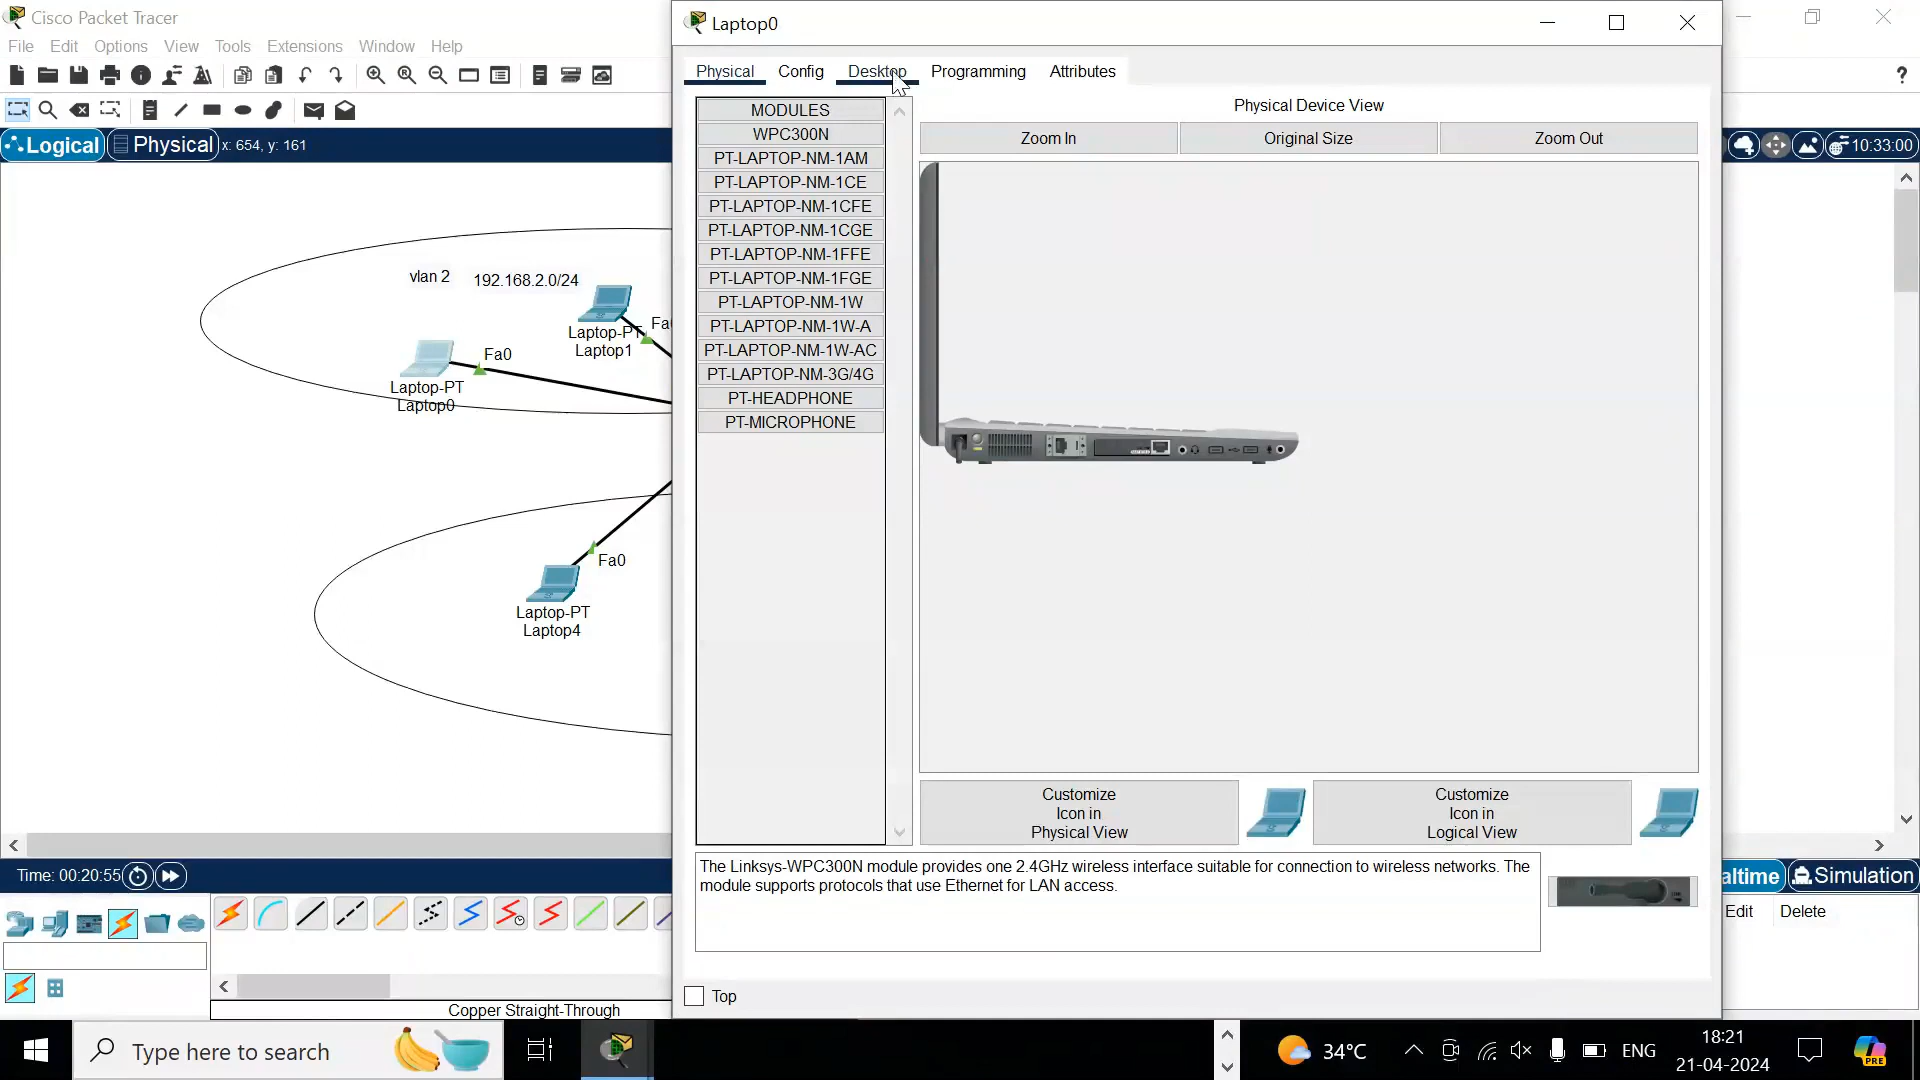 Cisco Packet Tracer
File Edit Options View Tools Extensions Window Help
Logical
Physical
x: 654, y: 161
vlan 2
192.168.2.0/24
Laptop-PT
Laptop1
Fa0
Laptop-PT
Laptop0
Fa0
Laptop-PT
Laptop4
Time: 00:20:55
Copper Straight-Through
Laptop0
Physical Config Desktop Programming Attributes
MODULES
WPC300N
PT-LAPTOP-NM-1AM
PT-LAPTOP-NM-1CE
PT-LAPTOP-NM-1CFE
PT-LAPTOP-NM-1CGE
PT-LAPTOP-NM-1FFE
PT-LAPTOP-NM-1FGE
PT-LAPTOP-NM-1W
PT-LAPTOP-NM-1W-A
PT-LAPTOP-NM-1W-AC
PT-LAPTOP-NM-3G/4G
PT-HEADPHONE
PT-MICROPHONE
Physical Device View
Zoom In Original Size Zoom Out
Customize
Icon in
Physical View
Customize
Icon in
Logical View
The Linksys-WPC300N module provides one 2.4GHz wireless interface suitable for connection to wireless networks. The
module supports protocols that use Ethernet for LAN access.
Top
?
10:33:00
altime
Simulation
Edit Delete
Type here to search
34°C
ENG
18:21
21-04-2024
PRE